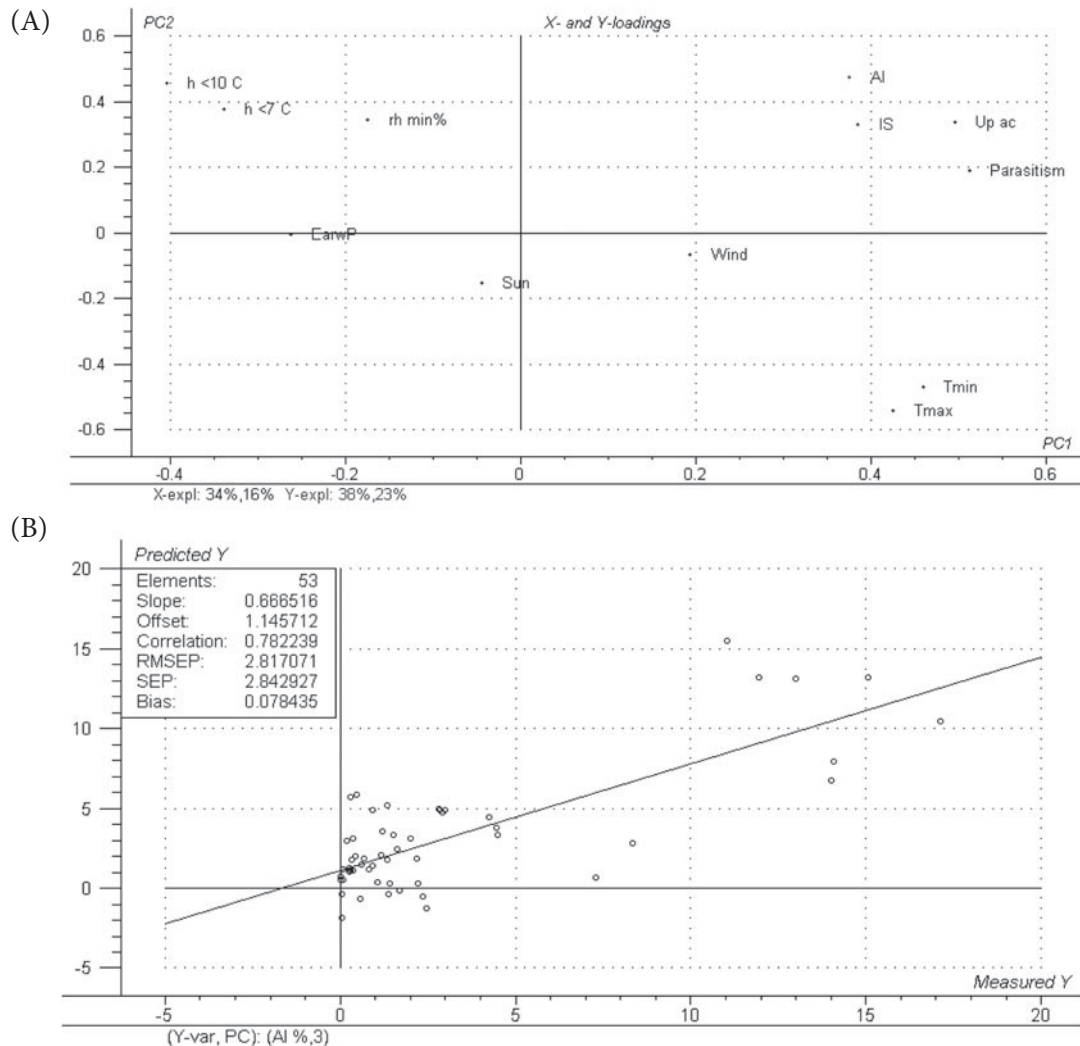 (A)
PC2 X- and Y-loadings
0.6
h <10 C
AI
0.4
h <7 C
rh min%
IS
Up ac
0.2
Parasitism
0
EarwP
Wind
Sun
-0.2
-0.4
Tmin
Tmax
-0.6
PC1
-0.4 -0.2 0 0.2 0.4 0.6
X-expl: 34%,16% Y-expl: 38%,23%
(B)
Predicted Y
20
Elements: 53
Slope: 0.666516
Offset: 1.145712
Correlation: 0.782239
RMSEP: 2.817071
SEP: 2.842927
Bias: 0.078435
15
10
5
0
-5
Measured Y
-5 0 5 10 15 20
(Y-var, PC): (AI %,3)